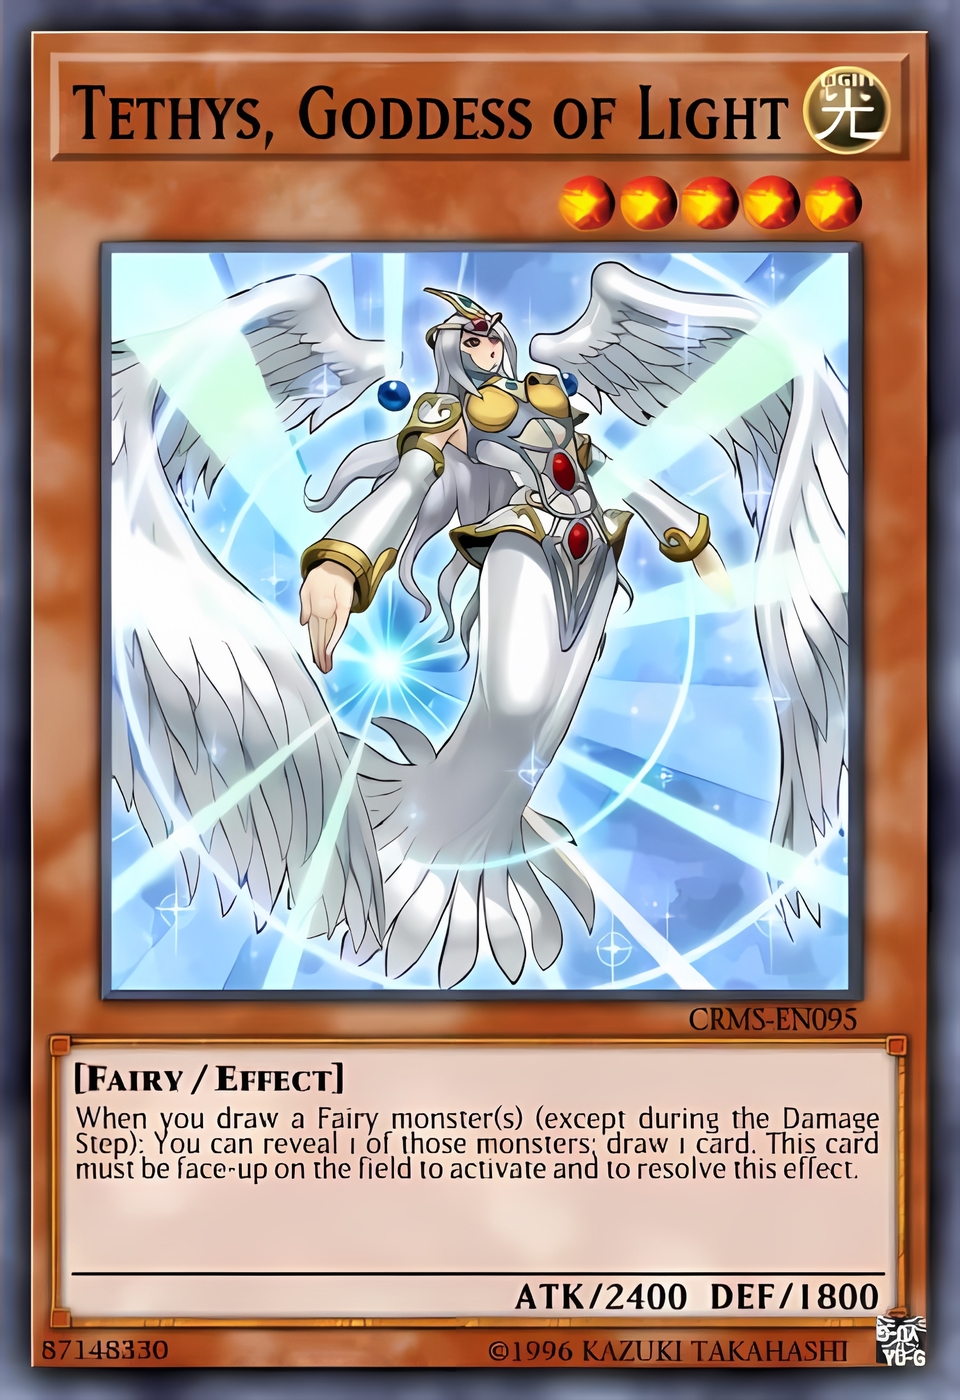 TETHYS, GODDESS OF LIGHT
光
CRMS-EN095
[FAIRY / EFFECT]
When you draw a Fairy monster(s) (except during the Damage
Step): You can reveal 1 of those monsters; draw 1 card. This card
must be face-up on the field to activate and to resolve this effect.
ATK/2400 DEF/1800
87148330
©1996 KAZUKI TAKAHASHI